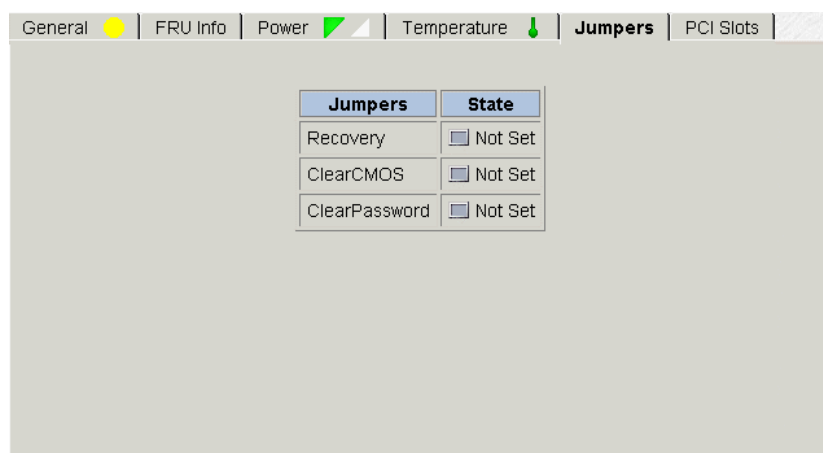 General FRU Info Power Temperature Jumpers PCI Slots
Jumpers State
Recovery Not Set
ClearCMOS Not Set
ClearPassword Not Set